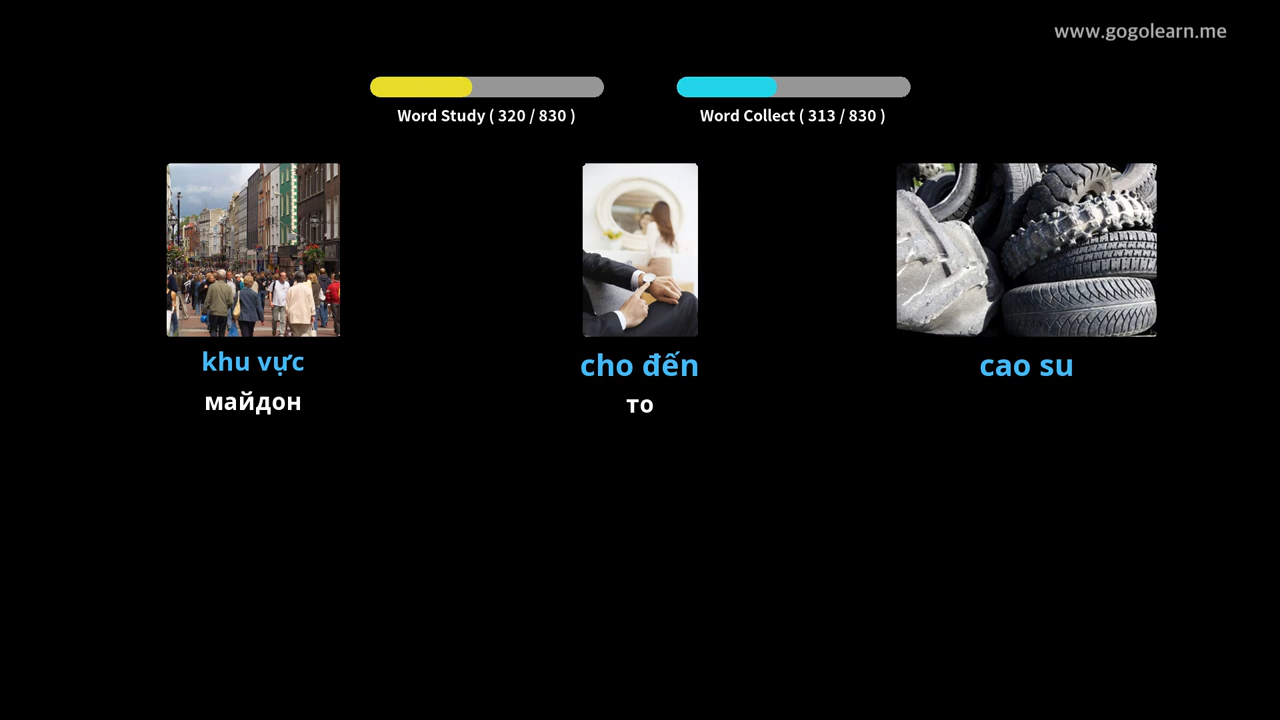 www.gogolearn.me
Word Study ( 320 / 830 )
Word Collect ( 313 / 830 )
khu vực
майдон
cho đến
то
cao su